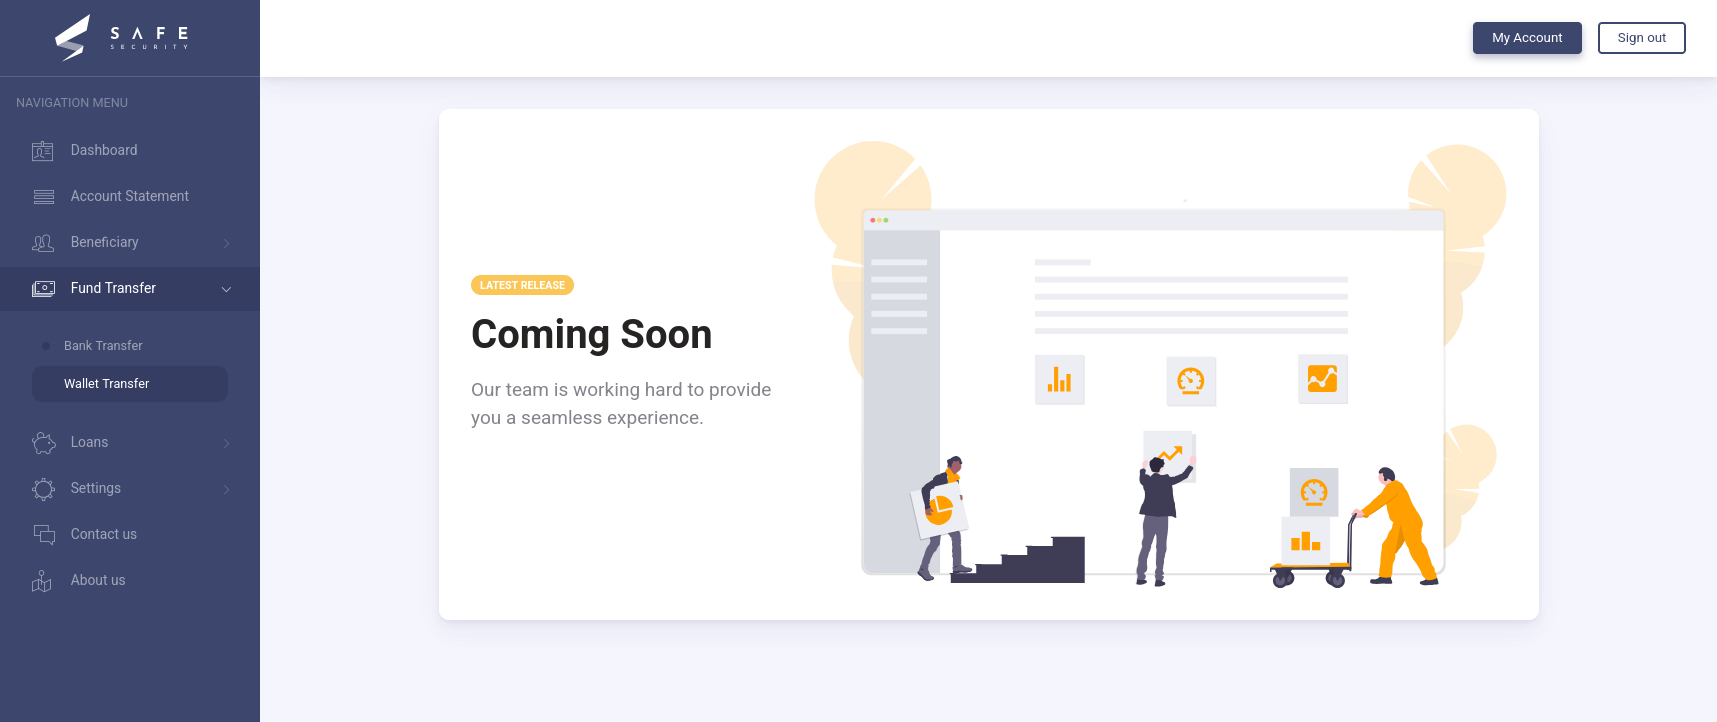 SAFE
SECURITY
My Account
Sign out
NAVIGATION MENU
Dashboard
Account Statement
Beneficiary
Fund Transfer
Bank Transfer
Wallet Transfer
Loans
Settings
Contact us
About us
LATEST RELEASE
Coming Soon
Our team is working hard to provide
you a seamless experience.